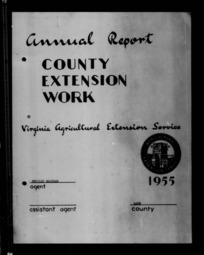 Annual Report
COUNTY
EXTENSION
WORK
Virginia Agricultural Extension Service
1955
agent
assistant agent
county